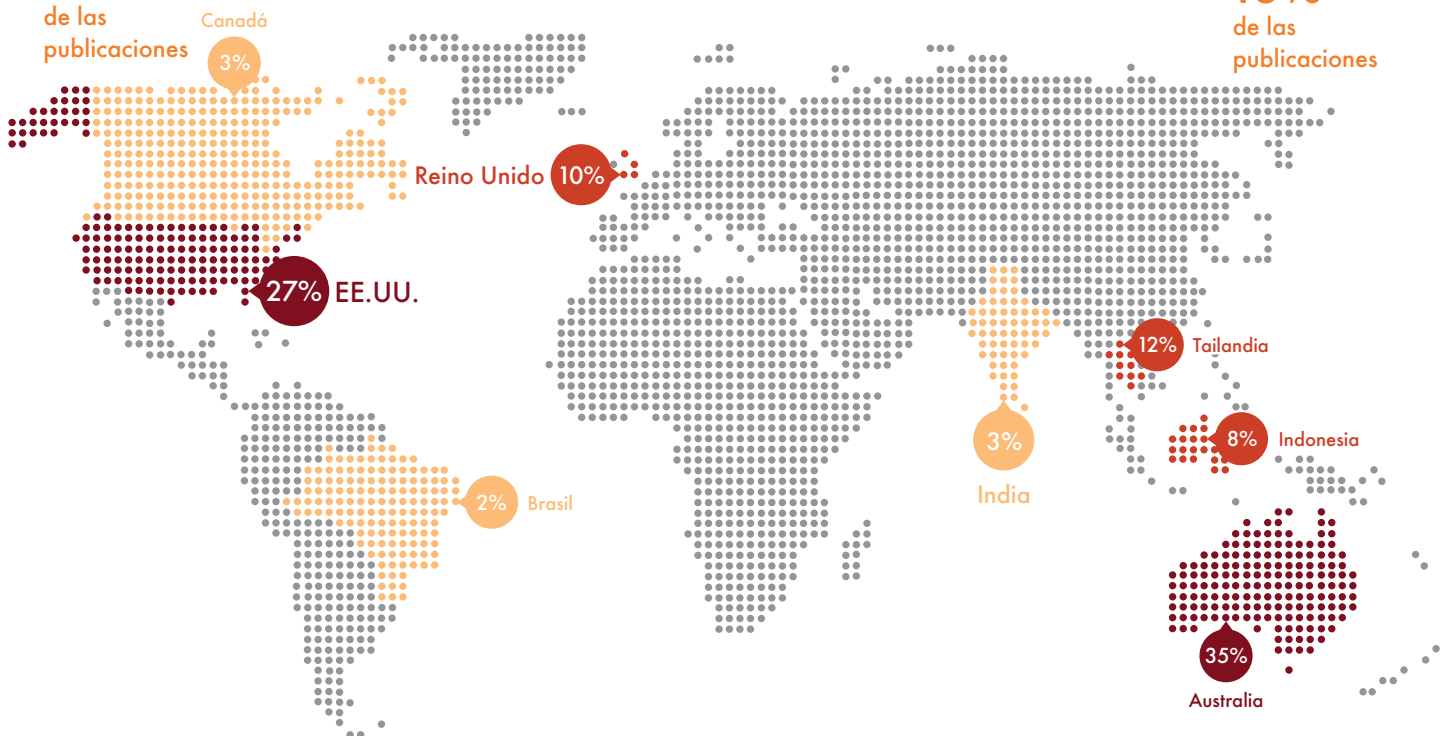 de las
publicaciones
Canadá
3%
de las
publicaciones
Reino Unido
10%
27%
EE.UU.
12%
Tailandia
3%
India
8%
Indonesia
2%
Brasil
35%
Australia